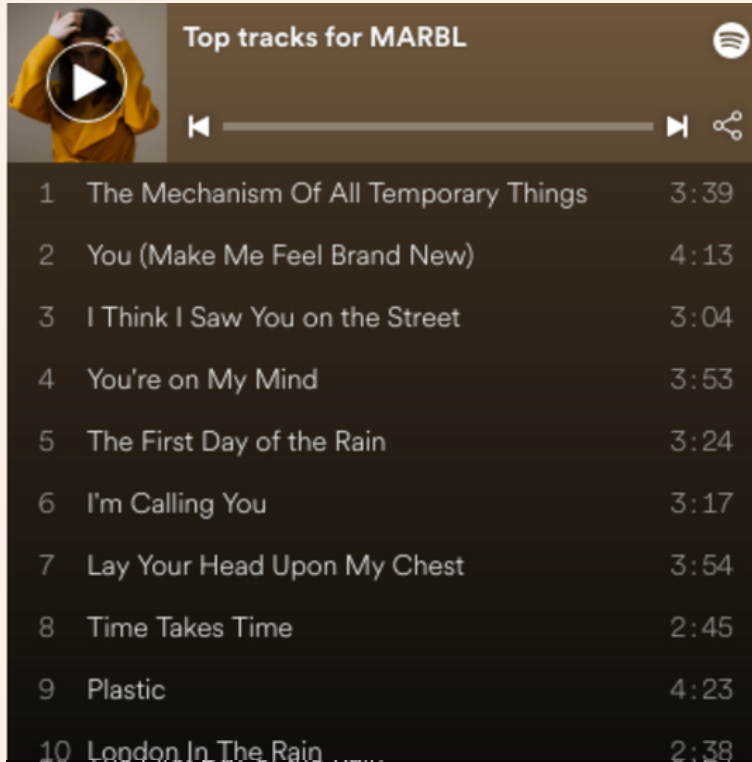 Top tracks for MARBL
1 The Mechanism Of All Temporary Things 3:39
2 You (Make Me Feel Brand New) 4:13
3 I Think I Saw You on the Street 3:04
4 You're on My Mind 3:53
5 The First Day of the Rain 3:24
6 I'm Calling You 3:17
7 Lay Your Head Upon My Chest 3:54
8 Time Takes Time 2:45
9 Plastic 4:23
10 London In The Rain 2:38